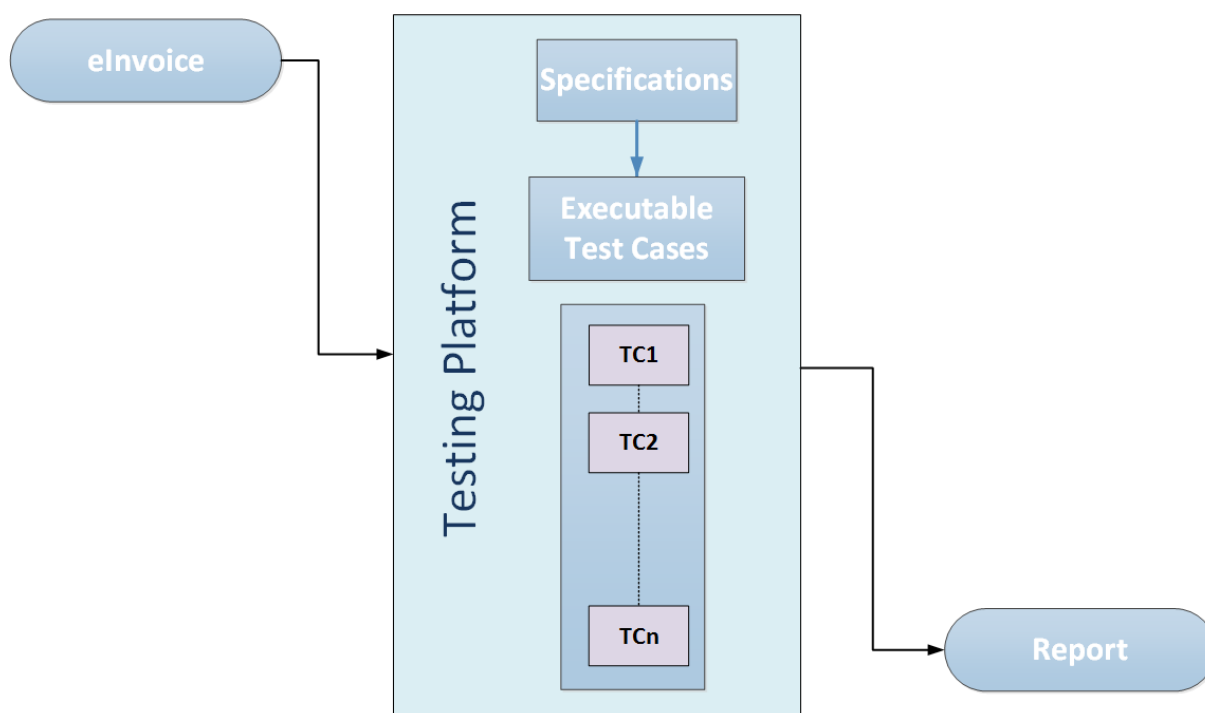 eInvoice
Specifications
Executable
Test Cases
Testing Platform
TC1
TC2
TCn
Report